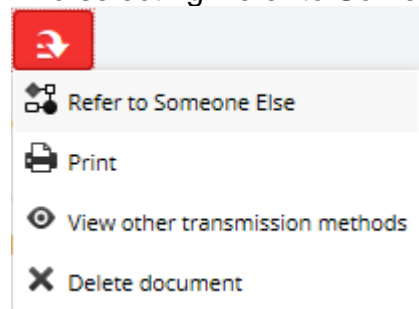 Refer to Someone Else
Print
View other transmission methods
Delete document